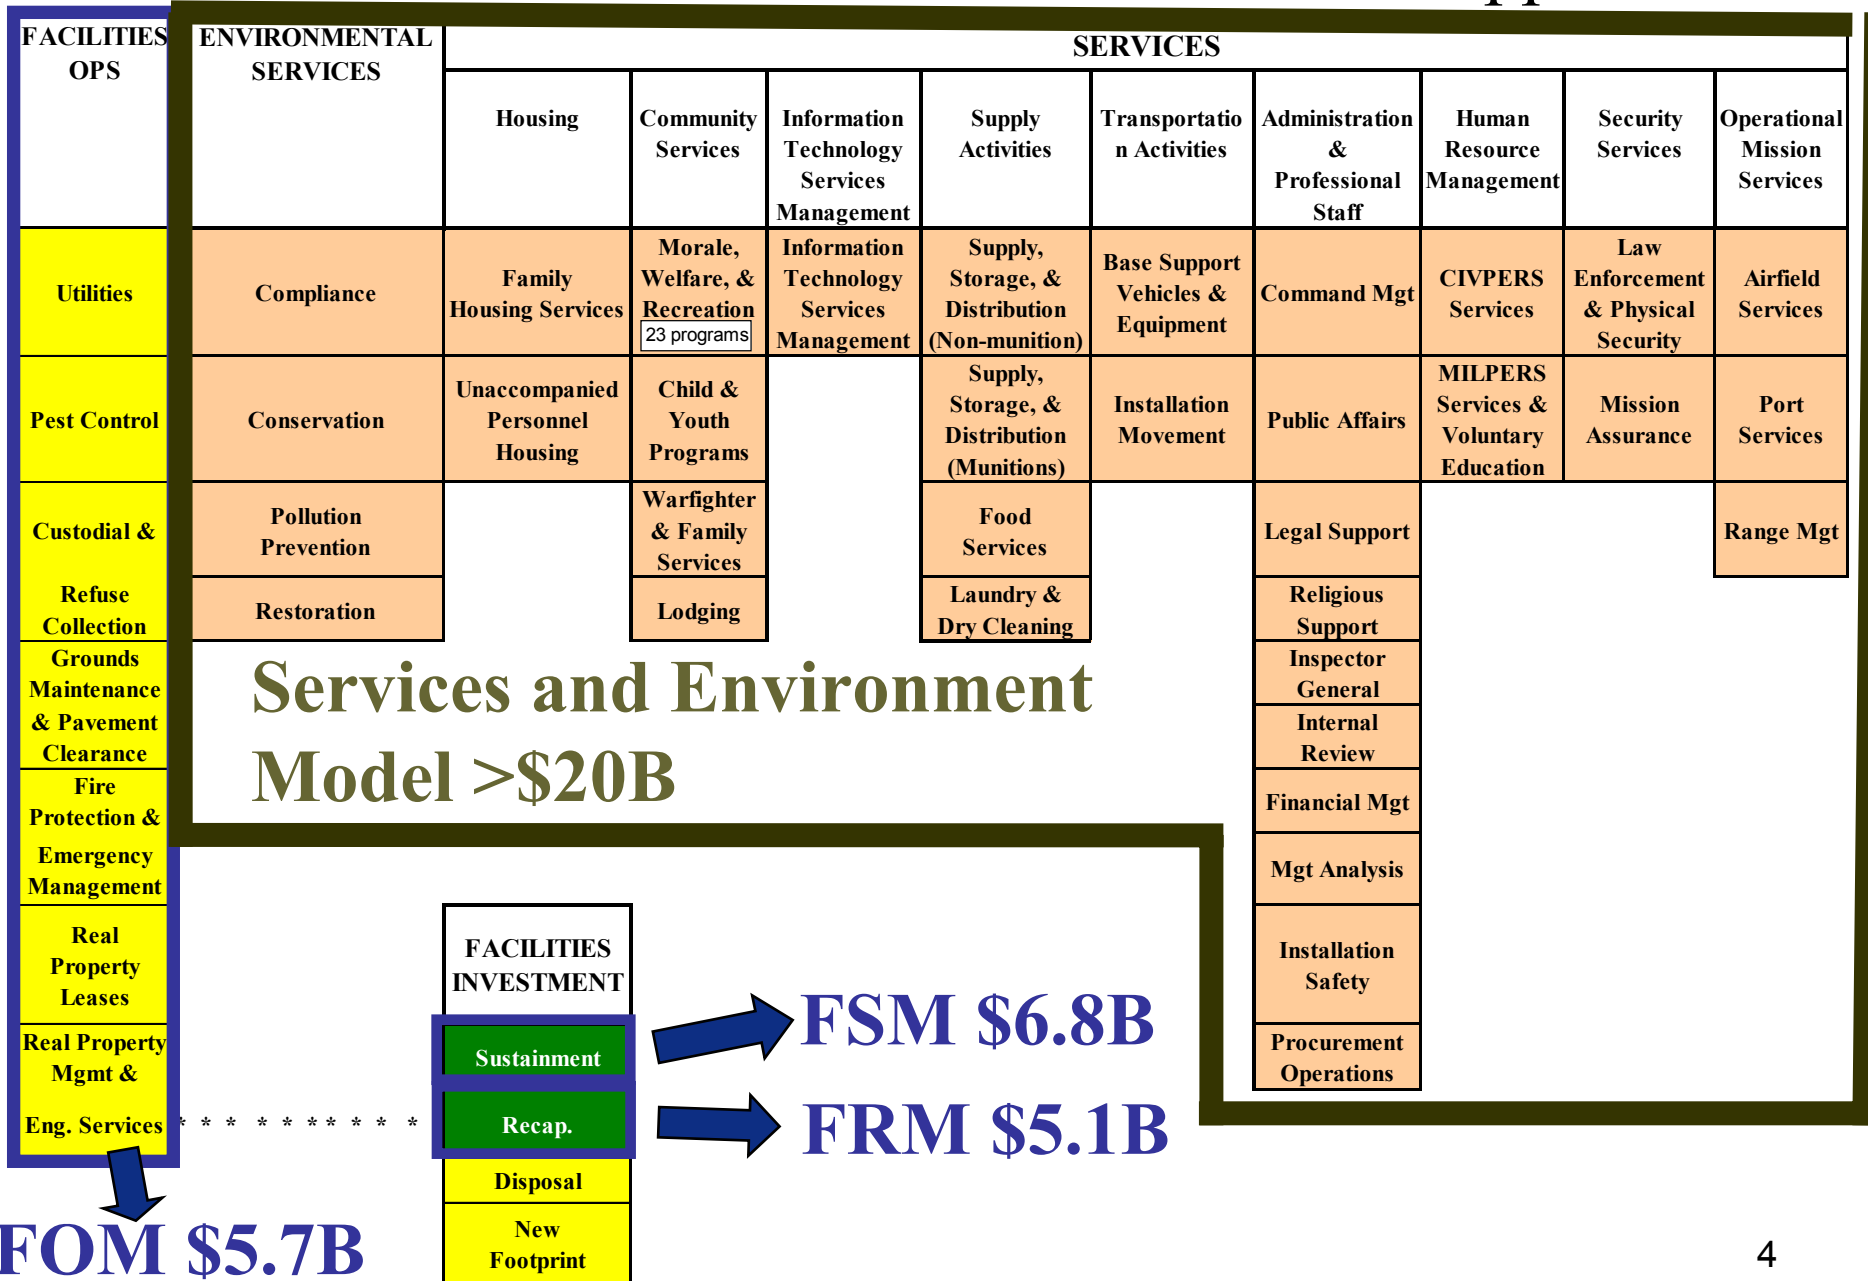 FACILITIES
OPS
ENVIRONMENTAL
SERVICES
SERVICES
Housing
Community
Services
Information
Technology
Services
Management
Supply
Activities
Transportatio
n Activities
Administration
&
Professional
Staff
Human
Resource
Management
Security
Services
Operational
Mission
Services
Utilities
Compliance
Family
Housing Services
Morale,
Welfare, &
Recreation
23 programs
Information
Technology
Services
Management
Supply,
Storage, &
Distribution
(Non-munition)
Base Support
Vehicles &
Equipment
Command Mgt
CIVPERS
Services
Law
Enforcement
& Physical
Security
Airfield
Services
Pest Control
Conservation
Unaccompanied
Personnel
Housing
Child &
Youth
Programs
Supply,
Storage, &
Distribution
(Munitions)
Installation
Movement
Public Affairs
MILPERS
Services &
Voluntary
Education
Mission
Assurance
Port
Services
Custodial &
Refuse
Collection
Pollution
Prevention
Warfighter
& Family
Services
Food
Services
Legal Support
Range Mgt
Restoration
Lodging
Laundry &
Dry Cleaning
Religious
Support
Grounds
Maintenance
& Pavement
Clearance
Inspector
General
Internal
Review
Services and Environment
Model >$20B
Fire
Protection &
Emergency
Management
Financial Mgt
Mgt Analysis
Real
Property
Leases
FACILITIES
INVESTMENT
Installation
Safety
Real Property
Mgmt &
Eng. Services
* * * * * * * * * *
Sustainment
FSM $6.8B
Procurement
Operations
Recap.
FRM $5.1B
Disposal
New
Footprint
FOM $5.7B
4